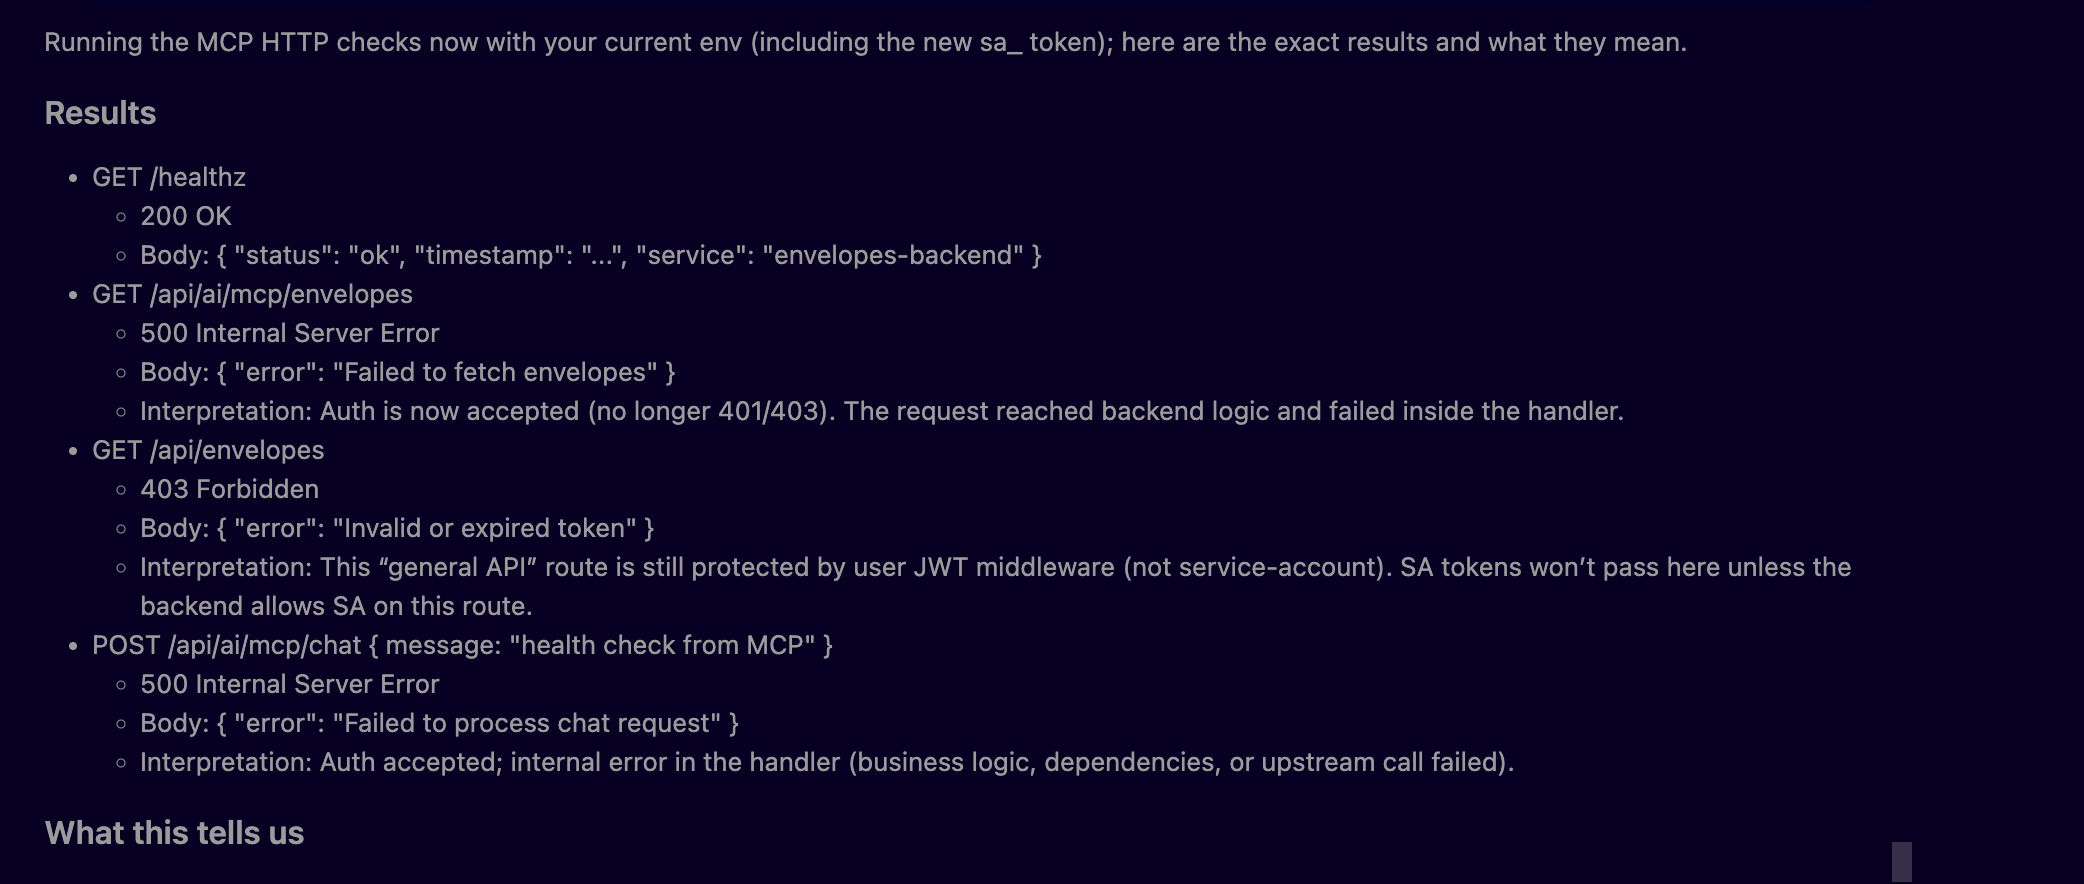 Running the MCP HTTP checks now with your current env (including the new sa_ token); here are the exact results and what they mean.
Results
• GET /healthz
◦ 200 OK
◦ Body: { "status": "ok", "timestamp": "...", "service": "envelopes-backend" }
• GET /api/ai/mcp/envelopes
◦ 500 Internal Server Error
◦ Body: { "error": "Failed to fetch envelopes" }
◦ Interpretation: Auth is now accepted (no longer 401/403). The request reached backend logic and failed inside the handler.
• GET /api/envelopes
◦ 403 Forbidden
◦ Body: { "error": "Invalid or expired token" }
◦ Interpretation: This “general API” route is still protected by user JWT middleware (not service-account). SA tokens won’t pass here unless the
backend allows SA on this route.
• POST /api/ai/mcp/chat { message: "health check from MCP" }
◦ 500 Internal Server Error
◦ Body: { "error": "Failed to process chat request" }
◦ Interpretation: Auth accepted; internal error in the handler (business logic, dependencies, or upstream call failed).
What this tells us